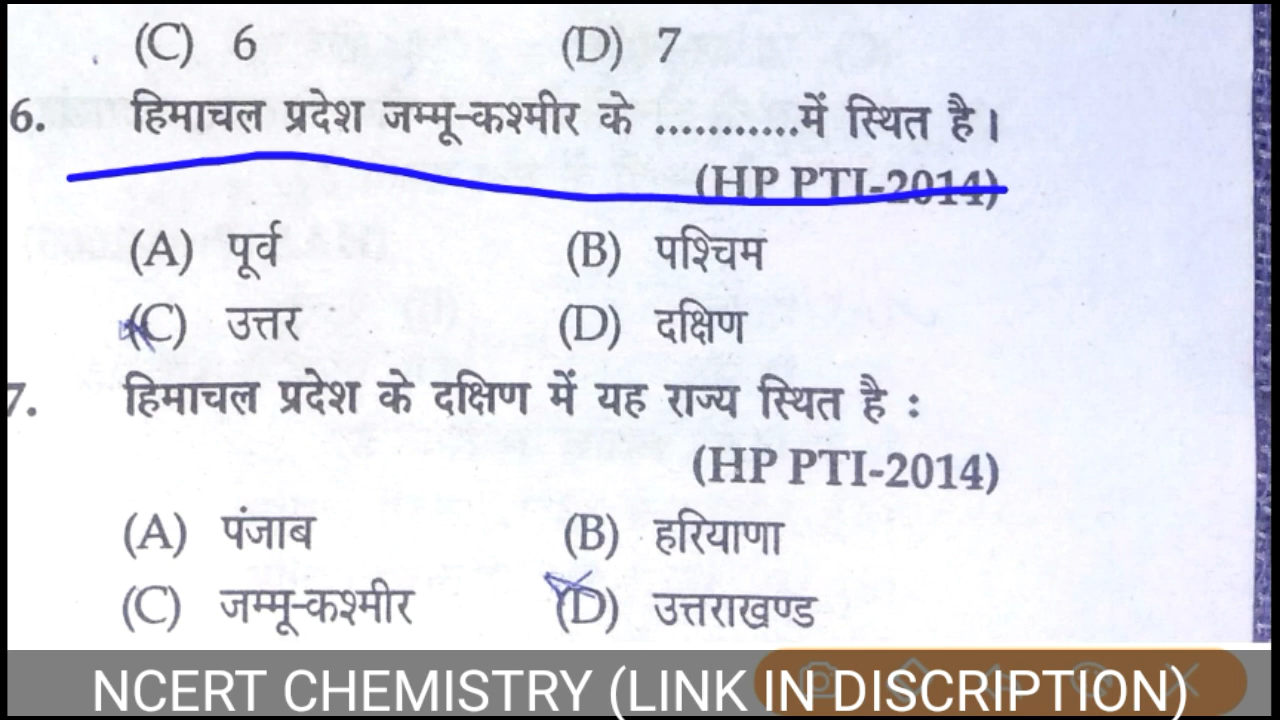 (C) 6 (D) 7
6. हिमाचल प्रदेश जम्मू-कश्मीर के ............में स्थित है।
(HP PTI-2014)
(A) पूर्व (B) पश्चिम
(C) उत्तर (D) दक्षिण
7. हिमाचल प्रदेश के दक्षिण में यह राज्य स्थित है :
(HP PTI-2014)
(A) पंजाब (B) हरियाणा
(C) जम्मू-कश्मीर (D) उत्तराखण्ड
NCERT CHEMISTRY (LINK IN DISCRIPTION)